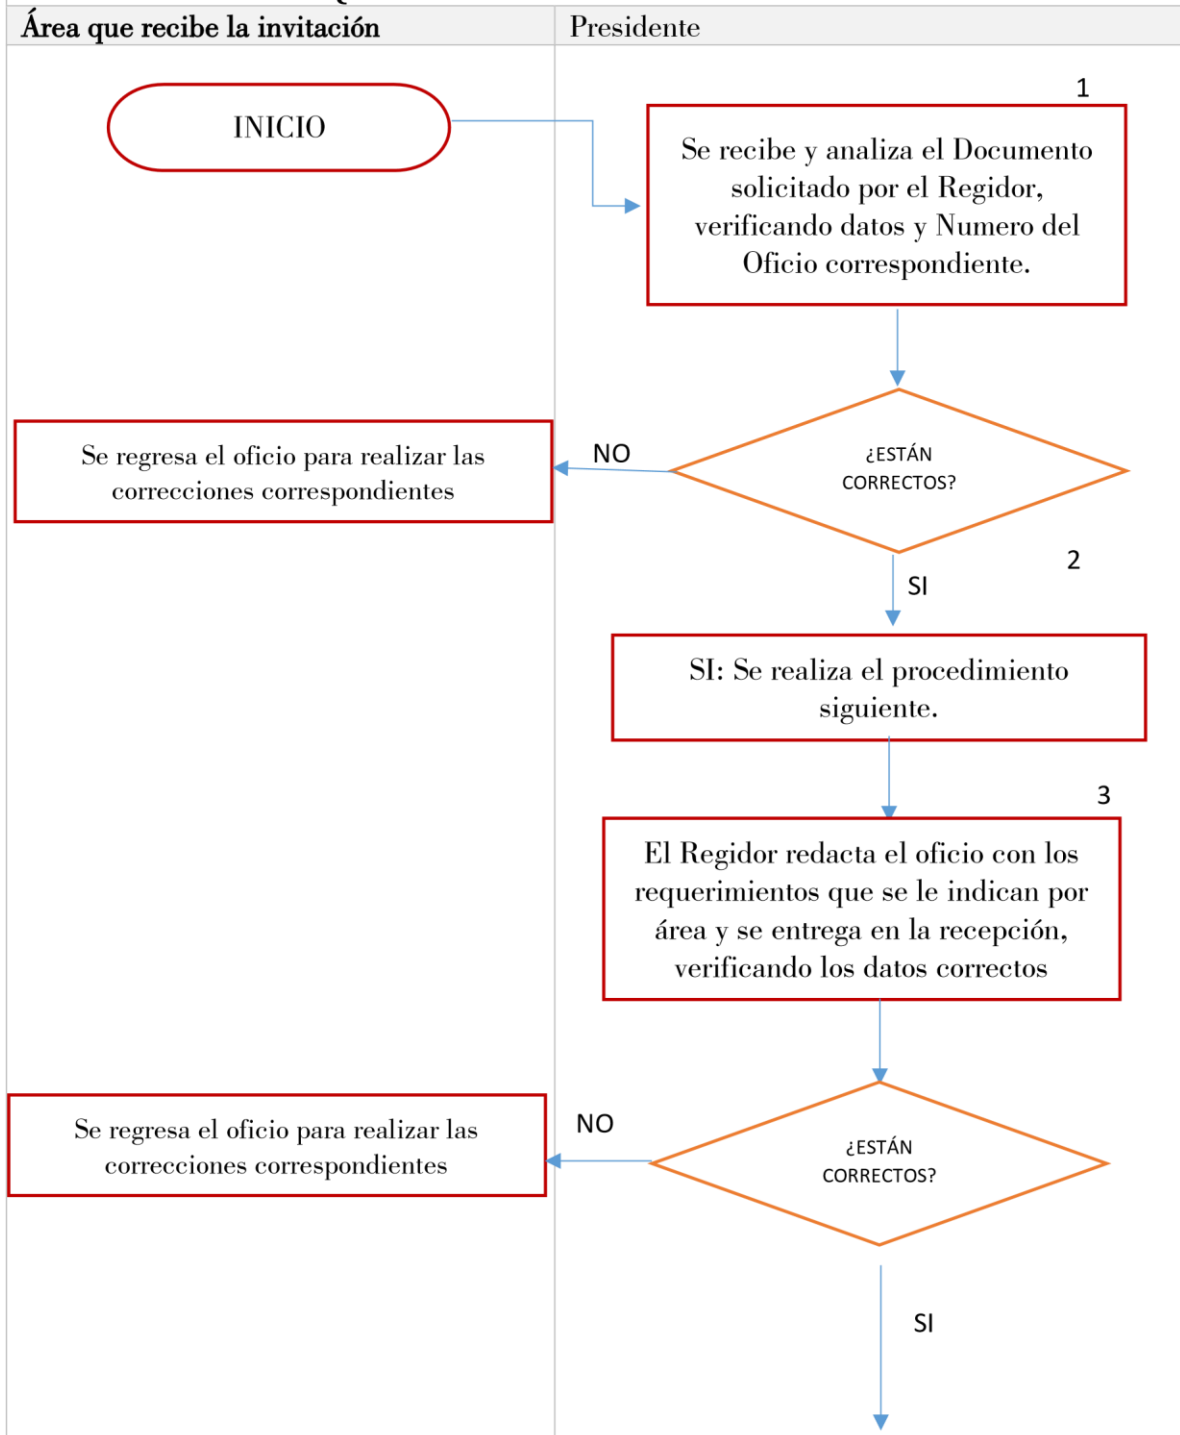 Área que recibe la invitación
Presidente
INICIO
1
Se recibe y analiza el Documento
solicitado por el Regidor,
verificando datos y Numero del
Oficio correspondiente.
¿ESTÁN
CORRECTOS?
NO
Se regresa el oficio para realizar las
correcciones correspondientes
2
SI
SI: Se realiza el procedimiento
siguiente.
3
El Regidor redacta el oficio con los
requerimientos que se le indican por
área y se entrega en la recepción,
verificando los datos correctos
¿ESTÁN
CORRECTOS?
NO
Se regresa el oficio para realizar las
correcciones correspondientes
SI